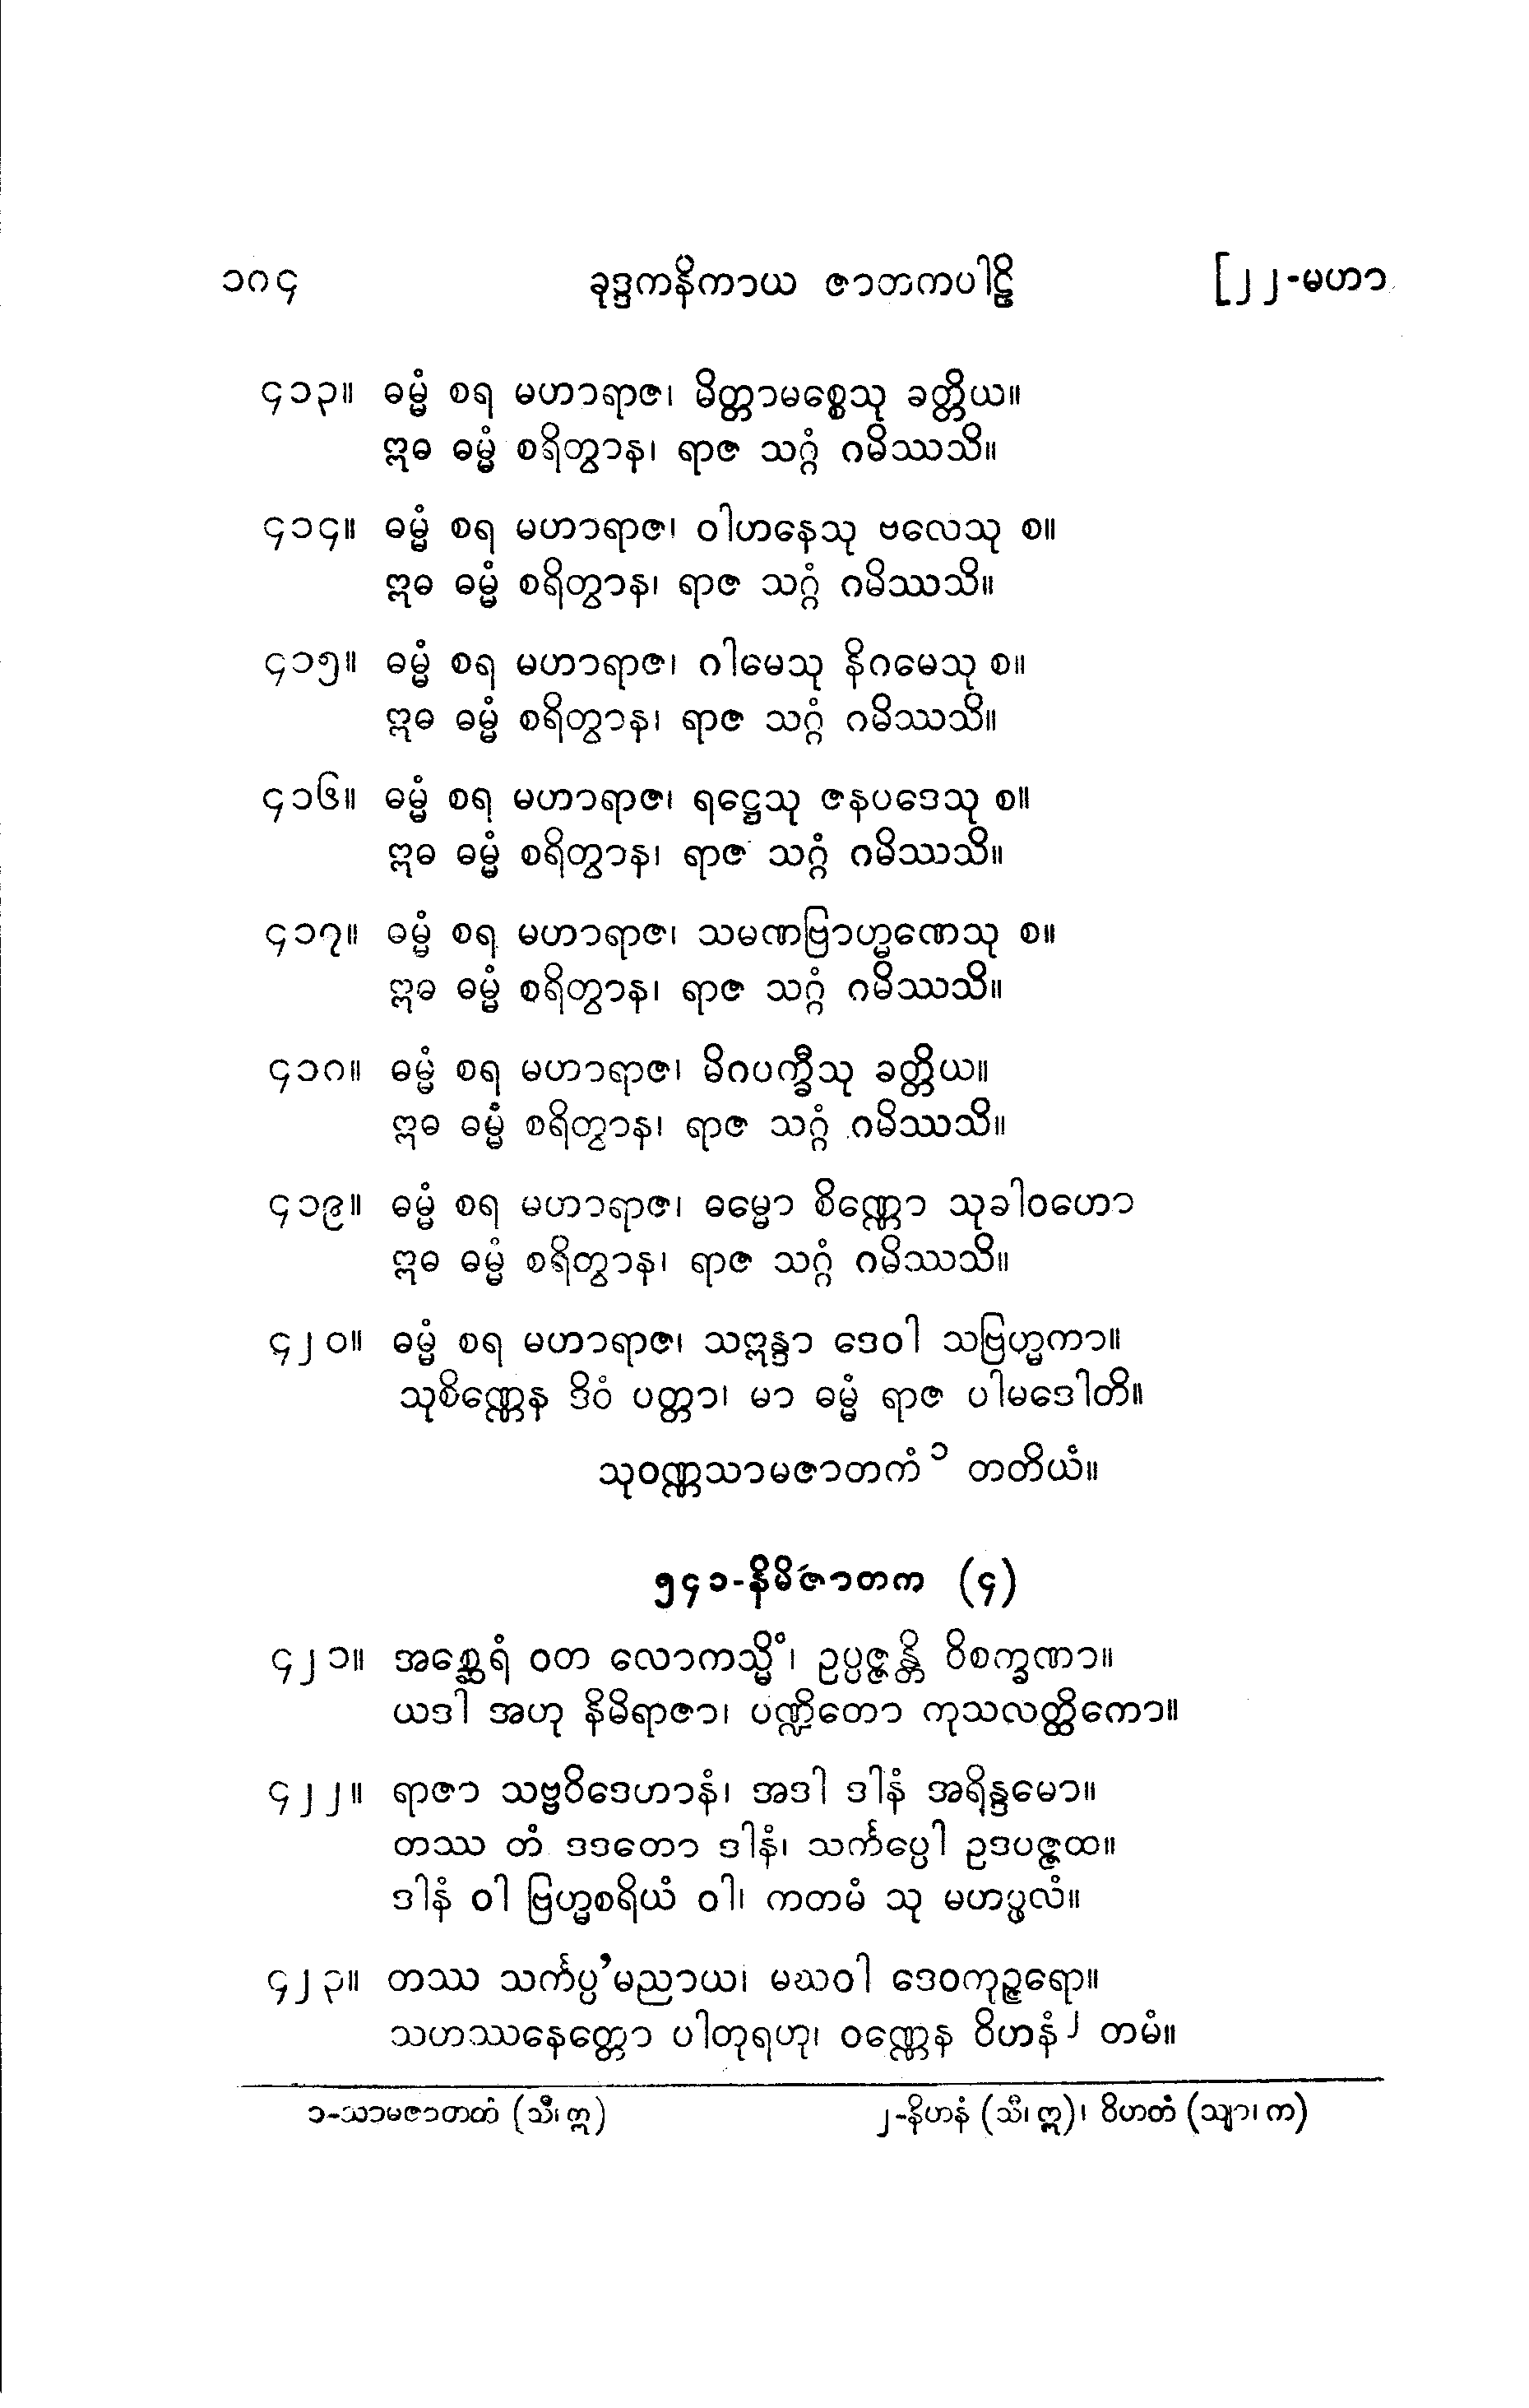 ၁၈၄ ခုဒ္ဒကနိကာယ ဇာတကပါဠိ [၂၂-မဟာ
၄၁၃။ ဓမ္မံ စရ မဟာရာဇ၊ မိတ္တာမစ္စေသု ခတ္တိယ။
ဣဓ ဓမ္မံ စရိတွာန၊ ရာဇ သဂ္ဂံ ဂမိဿသိ။
၄၁၄။ ဓမ္မံ စရ မဟာရာဇ၊ ဝါဟနေသု ဗလေသု စ။
ဣဓ ဓမ္မံ စရိတွာန၊ ရာဇ သဂ္ဂံ ဂမိဿသိ။
၄၁၅။ ဓမ္မံ စရ မဟာရာဇ၊ ဂါမေသု နိဂမေသု စ။
ဣဓ ဓမ္မံ စရိတွာန၊ ရာဇ သဂ္ဂံ ဂမိဿသိ။
၄၁၆။ ဓမ္မံ စရ မဟာရာဇ၊ ရဋ္ဌေသု ဇနပဒေသု စ။
ဣဓ ဓမ္မံ စရိတွာန၊ ရာဇ သဂ္ဂံ ဂမိဿသိ။
၄၁၇။ ဓမ္မံ စရ မဟာရာဇ၊ သမဏဗြာဟ္မဏေသု စ။
ဣဓ ဓမ္မံ စရိတွာန၊ ရာဇ သဂ္ဂံ ဂမိဿသိ။
၄၁၈။ ဓမ္မံ စရ မဟာရာဇ၊ မိဂပက္ခီသု ခတ္တိယ။
ဣဓ ဓမ္မံ စရိတွာန၊ ရာဇ သဂ္ဂံ ဂမိဿသိ။
၄၁၉။ ဓမ္မံ စရ မဟာရာဇ၊ ဓမ္မော စိဏ္ဏော သုခါဝဟော
ဣဓ ဓမ္မံ စရိတွာန၊ ရာဇ သဂ္ဂံ ဂမိဿသိ။
၄၂၀။ ဓမ္မံ စရ မဟာရာဇ၊ သဣန္ဒာ ဒေဝါ သဗြဟ္မကာ။
သုစိဏ္ဏေန ဒိဝံ ပတ္တာ၊ မာ ဓမ္မံ ရာဇ ပါမဒေါတိ။
သုဝဏ္ဏသာမဇာတကံ ၁ တတိယံ။
၅၄၁-နိမိဇာတက (၄)
၄၂၁။ အစ္ဆေရံ ဝတ လောကသ္မိံ၊ ဥပ္ပဇ္ဇန္တိ ဝိစက္ခဏာ။
ယဒါ အဟု နိမိရာဇာ၊ ပဏ္ဍိတော ကုသလတ္ထိကော။
၄၂၂။ ရာဇာ သဗ္ဗဝိဒေဟာနံ၊ အဒါ ဒါနံ အရိန္ဒမော။
တဿ တံ ဒဒတော ဒါနံ၊ သင်္ကပ္ပေါ ဥဒပဇ္ဇထ။
ဒါနံ ဝါ ဗြဟ္မစရိယံ ဝါ၊ ကတမံ သု မဟပ္ဖလံ။
၄၂၃။ တဿ သင်္ကပ္ပ’မညာယ၊ မဃဝါ ဒေဝကုဉ္ဇရော။
သဟဿနေတ္တော ပါတုရဟု၊ ဝဏ္ဏေန ဝိဟနံ ၂ တမံ။
၁-သာမဇာတကံ (သီ၊ ဣ) ၂-နိဟနံ (သီ၊ ဣ)၊ ဝိဟတံ (သျာ၊ က)